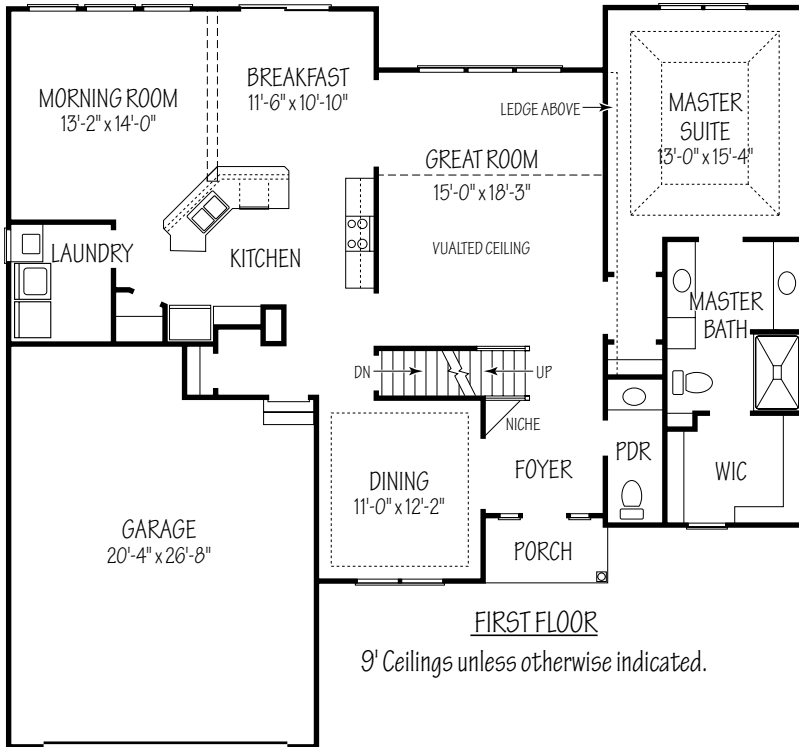 MORNING ROOM
13'-2" x 14'-0"
BREAKFAST
11'-6" x 10'-10"
LEDGE ABOVE
MASTER
SUITE
13'-0" x 15'-4"
GREAT ROOM
15'-0" x 18'-3"
VUALTED CEILING
LAUNDRY
KITCHEN
MASTER
BATH
DN
UP
NICHE
DINING
11'-0" x 12'-2"
FOYER
PDR
WIC
GARAGE
20'-4" x 26'-8"
PORCH
FIRST FLOOR
9' Ceilings unless otherwise indicated.